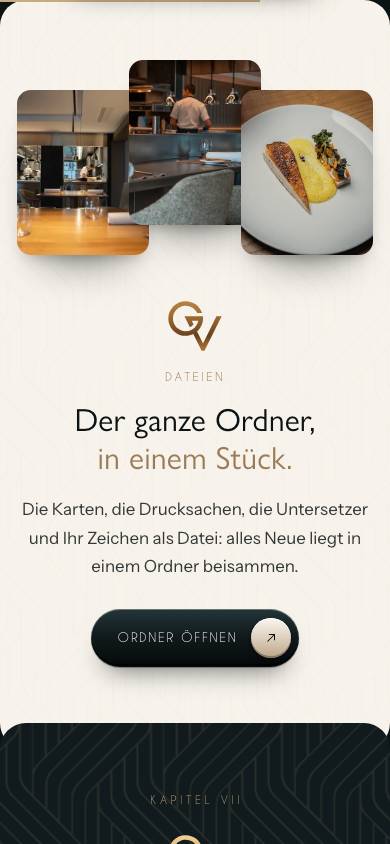 GV
DATEIEN
Der ganze Ordner,
in einem Stück.
Die Karten, die Drucksachen, die Untersetzer
und Ihr Zeichen als Datei: alles Neue liegt in
einem Ordner beisammen.
ORDNER ÖFFNEN
KAPITEL VII